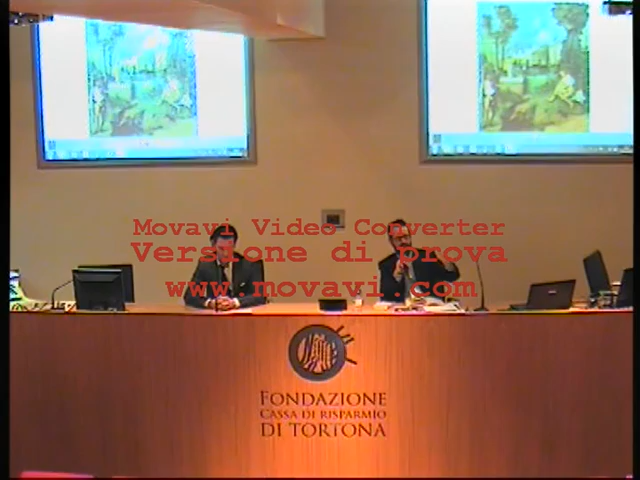 Movavi Video Converter
Versione di prova
www.movavi.com
FONDAZIONE
CASSA DI RISPARMIO
DI TORTONA